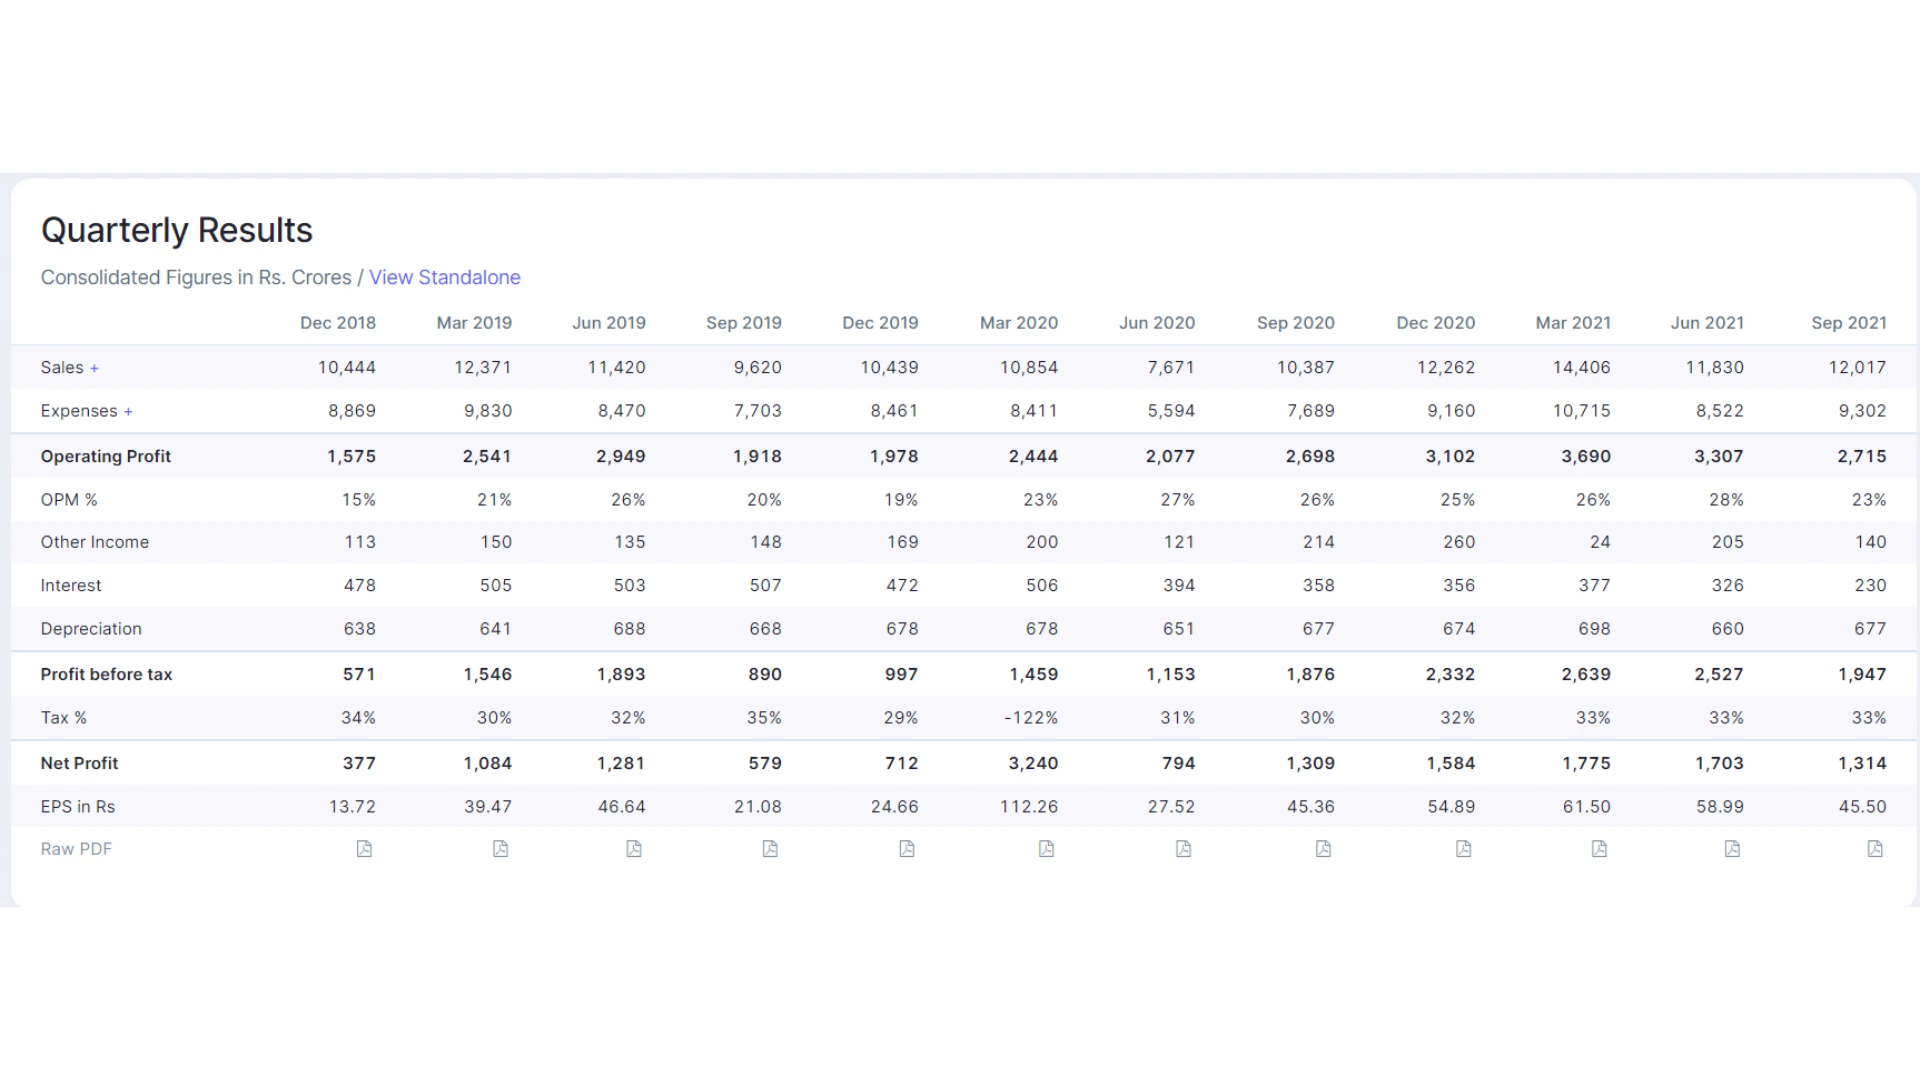 Quarterly Results
Consolidated Figures in Rs. Crores / View Standalone
Dec 2018 Mar 2019 Jun 2019 Sep 2019 Dec 2019 Mar 2020 Jun 2020 Sep 2020 Dec 2020 Mar 2021 Jun 2021 Sep 2021
Sales + 10,444 12,371 11,420 9,620 10,439 10,854 7,671 10,387 12,262 14,406 11,830 12,017
Expenses + 8,869 9,830 8,470 7,703 8,461 8,411 5,594 7,689 9,160 10,715 8,522 9,302
Operating Profit 1,575 2,541 2,949 1,918 1,978 2,444 2,077 2,698 3,102 3,690 3,307 2,715
OPM % 15% 21% 26% 20% 19% 23% 27% 26% 25% 26% 28% 23%
Other Income 113 150 135 148 169 200 121 214 260 24 205 140
Interest 478 505 503 507 472 506 394 358 356 377 326 230
Depreciation 638 641 688 668 678 678 651 677 674 698 660 677
Profit before tax 571 1,546 1,893 890 997 1,459 1,153 1,876 2,332 2,639 2,527 1,947
Tax % 34% 30% 32% 35% 29% -122% 31% 30% 32% 33% 33% 33%
Net Profit 377 1,084 1,281 579 712 3,240 794 1,309 1,584 1,775 1,703 1,314
EPS in Rs 13.72 39.47 46.64 21.08 24.66 112.26 27.52 45.36 54.89 61.50 58.99 45.50
Raw PDF